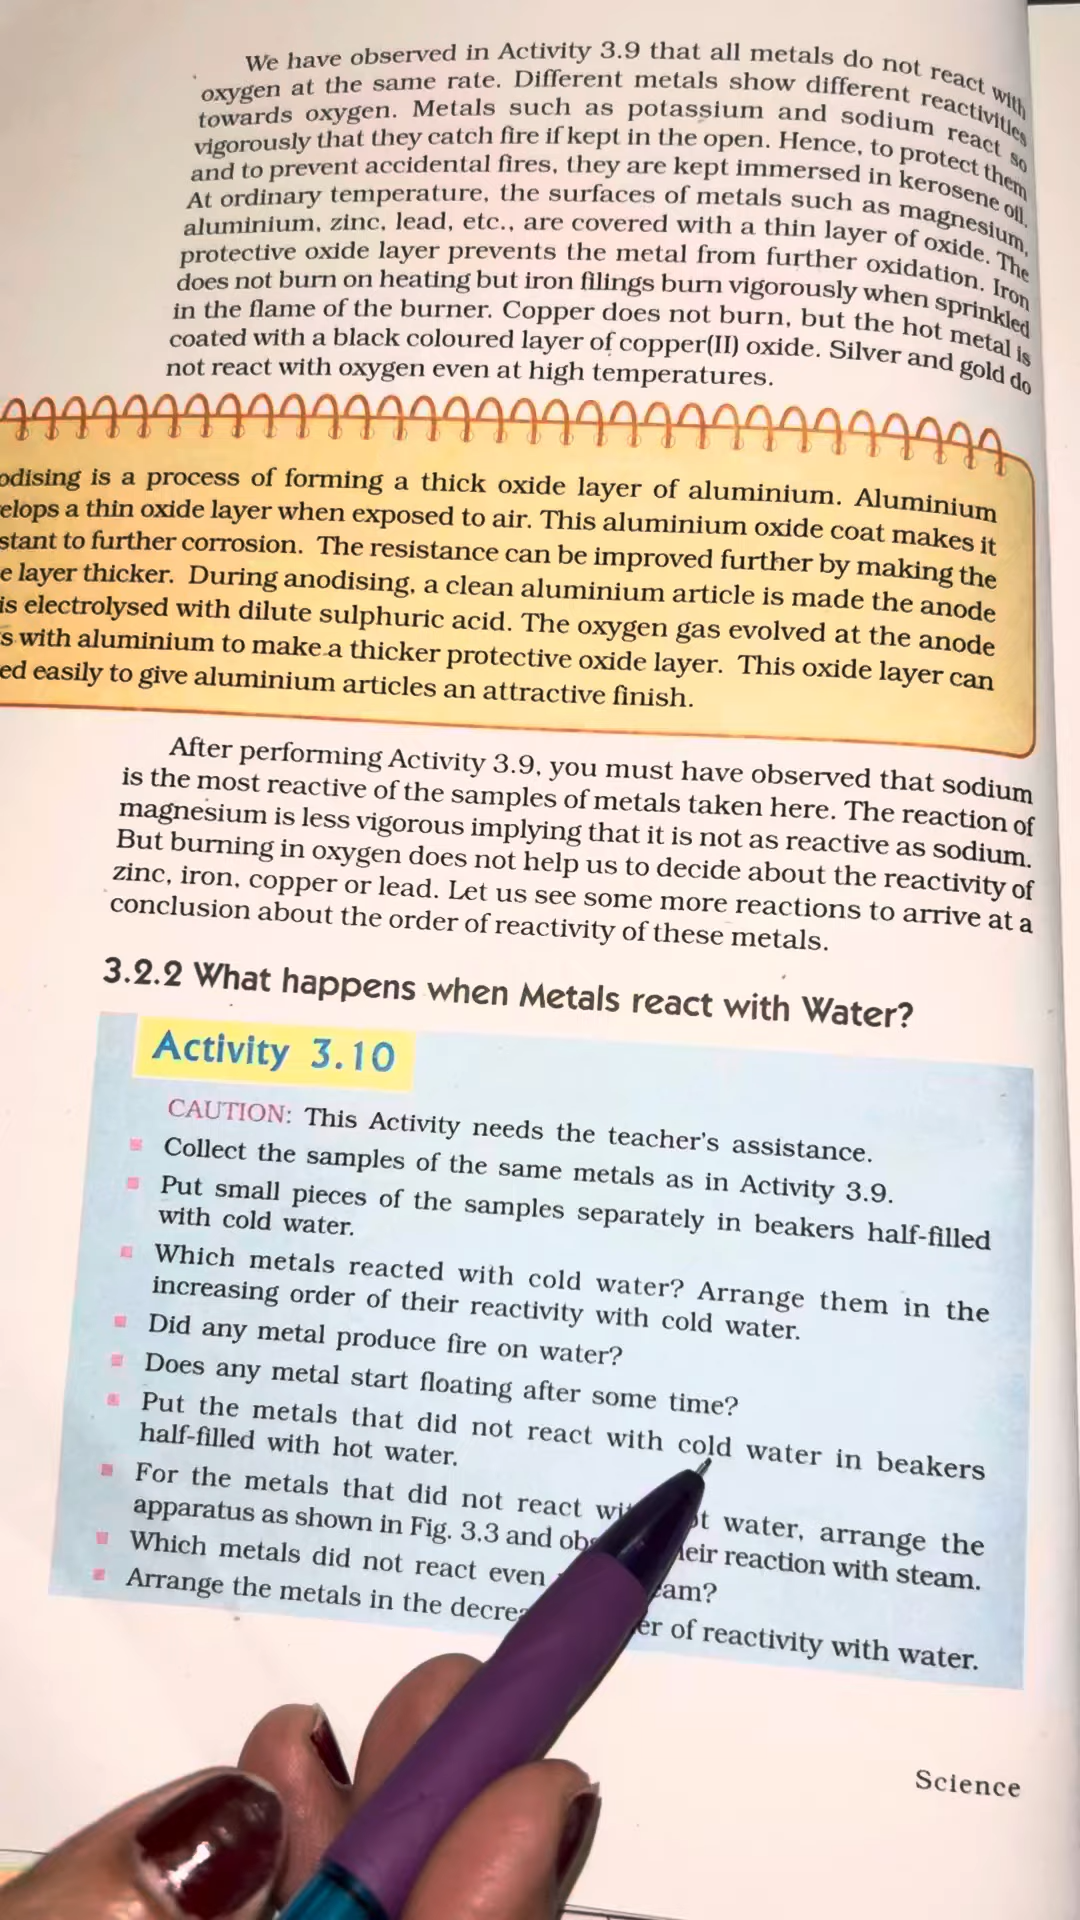 We have observed in Activity 3.9 that all metals do not react with
oxygen at the same rate. Different metals show different reactivities
towards oxygen. Metals such as potassium and sodium react so
vigorously that they catch fire if kept in the open. Hence, to protect them
and to prevent accidental fires, they are kept immersed in kerosene oil.
At ordinary temperature, the surfaces of metals such as magnesium,
aluminium, zinc, lead, etc., are covered with a thin layer of oxide. The
protective oxide layer prevents the metal from further oxidation. Iron
does not burn on heating but iron filings burn vigorously when sprinkled
in the flame of the burner. Copper does not burn, but the hot metal is
coated with a black coloured layer of copper(II) oxide. Silver and gold do
not react with oxygen even at high temperatures.
odising is a process of forming a thick oxide layer of aluminium. Aluminium
elops a thin oxide layer when exposed to air. This aluminium oxide coat makes it
stant to further corrosion. The resistance can be improved further by making the
e layer thicker. During anodising, a clean aluminium article is made the anode
is electrolysed with dilute sulphuric acid. The oxygen gas evolved at the anode
s with aluminium to make a thicker protective oxide layer. This oxide layer can
ed easily to give aluminium articles an attractive finish.
After performing Activity 3.9, you must have observed that sodium
is the most reactive of the samples of metals taken here. The reaction of
magnesium is less vigorous implying that it is not as reactive as sodium.
But burning in oxygen does not help us to decide about the reactivity of
zinc, iron, copper or lead. Let us see some more reactions to arrive at a
conclusion about the order of reactivity of these metals.
3.2.2 What happens when Metals react with Water?
Activity 3.10
CAUTION: This Activity needs the teacher's assistance.
Collect the samples of the same metals as in Activity 3.9.
Put small pieces of the samples separately in beakers half-filled
with cold water.
Which metals reacted with cold water? Arrange them in the
increasing order of their reactivity with cold water.
Did any metal produce fire on water?
Does any metal start floating after some time?
Put the metals that did not react with cold water in beakers
half-filled with hot water.
For the metals that did not react wi ot water, arrange the
apparatus as shown in Fig. 3.3 and obs heir reaction with steam.
Which metals did not react even eam?
Arrange the metals in the decre er of reactivity with water.
Science